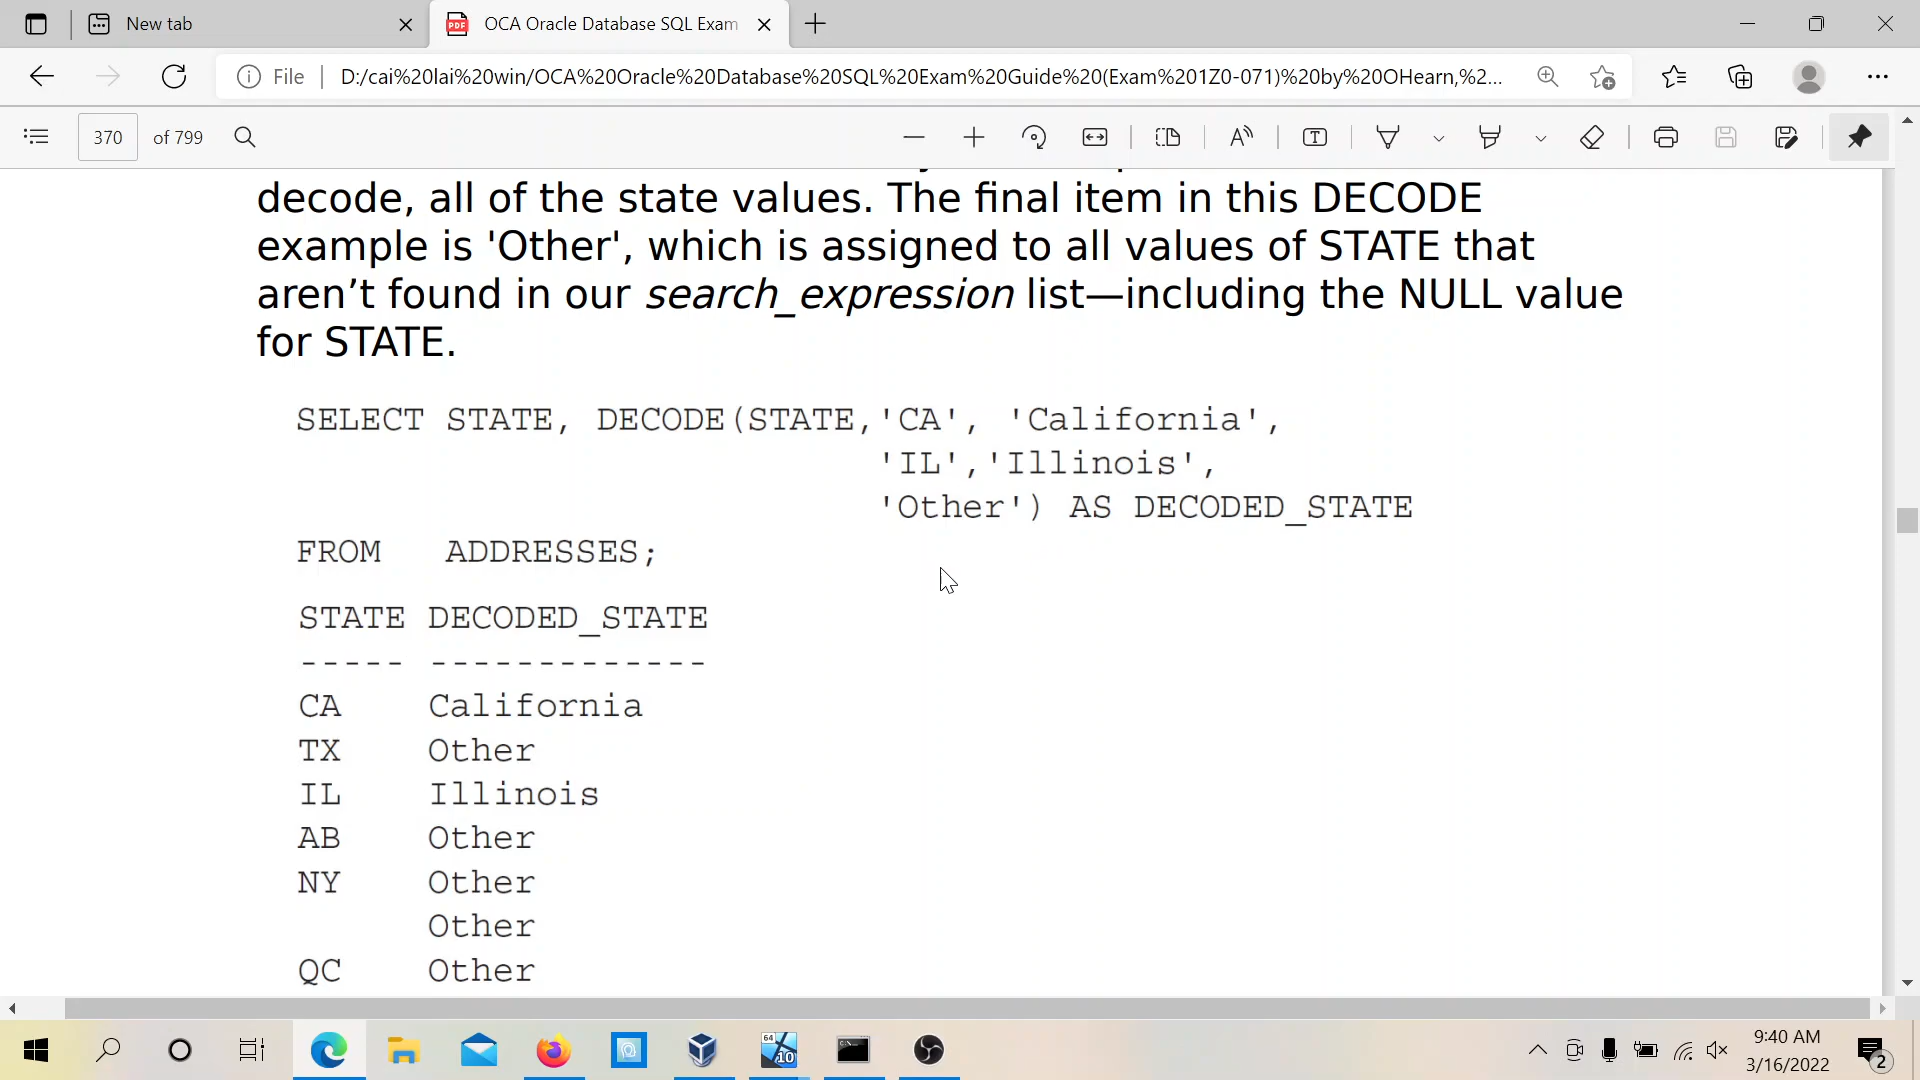 New tab
OCA Oracle Database SQL Exam
File
D:/cai%20lai%20win/OCA%20Oracle%20Database%20SQL%20Exam%20Guide%20(Exam%201Z0-071)%20by%20OHearn,%2...
370 of 799
decode, all of the state values. The final item in this DECODE
example is 'Other', which is assigned to all values of STATE that
aren’t found in our search_expression list—including the NULL value
for STATE.
SELECT STATE, DECODE(STATE,'CA', 'California',
'IL','Illinois',
'Other') AS DECODED_STATE
FROM ADDRESSES;
STATE DECODED_STATE
----- -------------
CA California
TX Other
IL Illinois
AB Other
NY Other
Other
QC Other
9:40 AM
3/16/2022
2